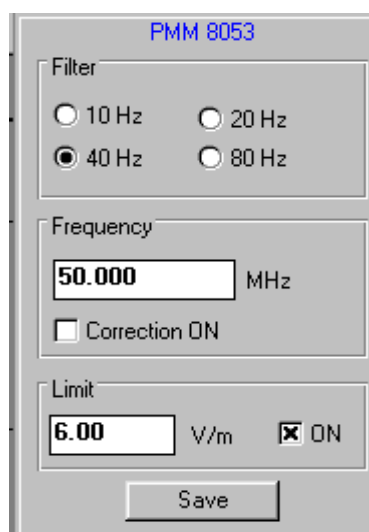 PMM 8053
Filter
10 Hz 20 Hz
40 Hz 80 Hz
Frequency
50.000 MHz
Correction ON
Limit
6.00 V/m ON
Save